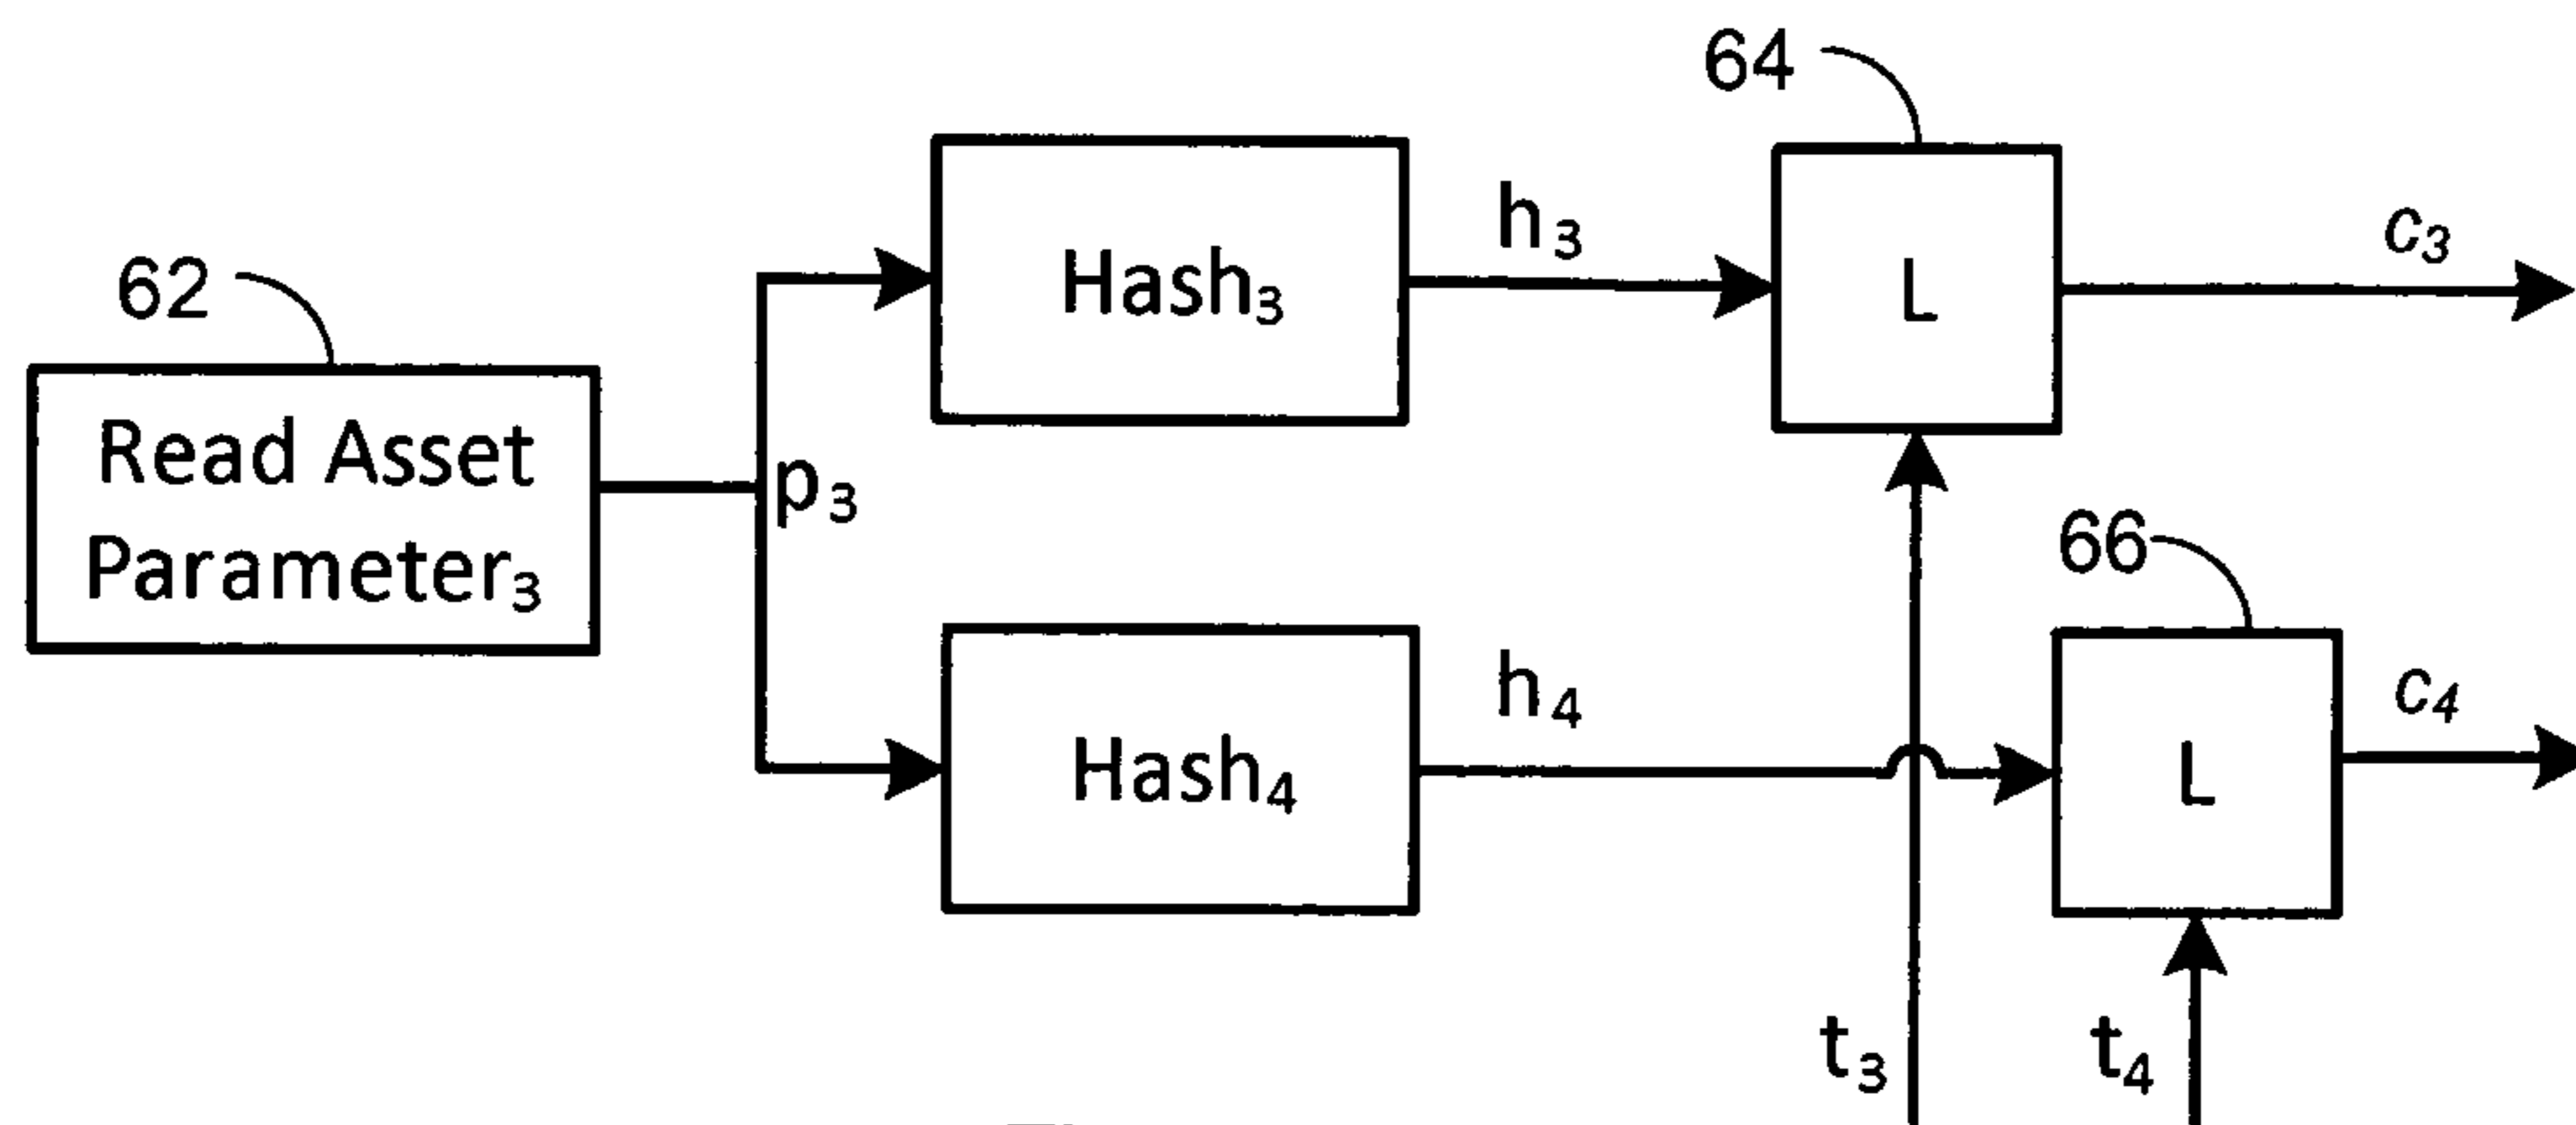 64
h₃
c₃
62
Hash₃
L
Read Asset
Parameter₃
p₃
66
h₄
c₄
Hash₄
L
t₃
t₄